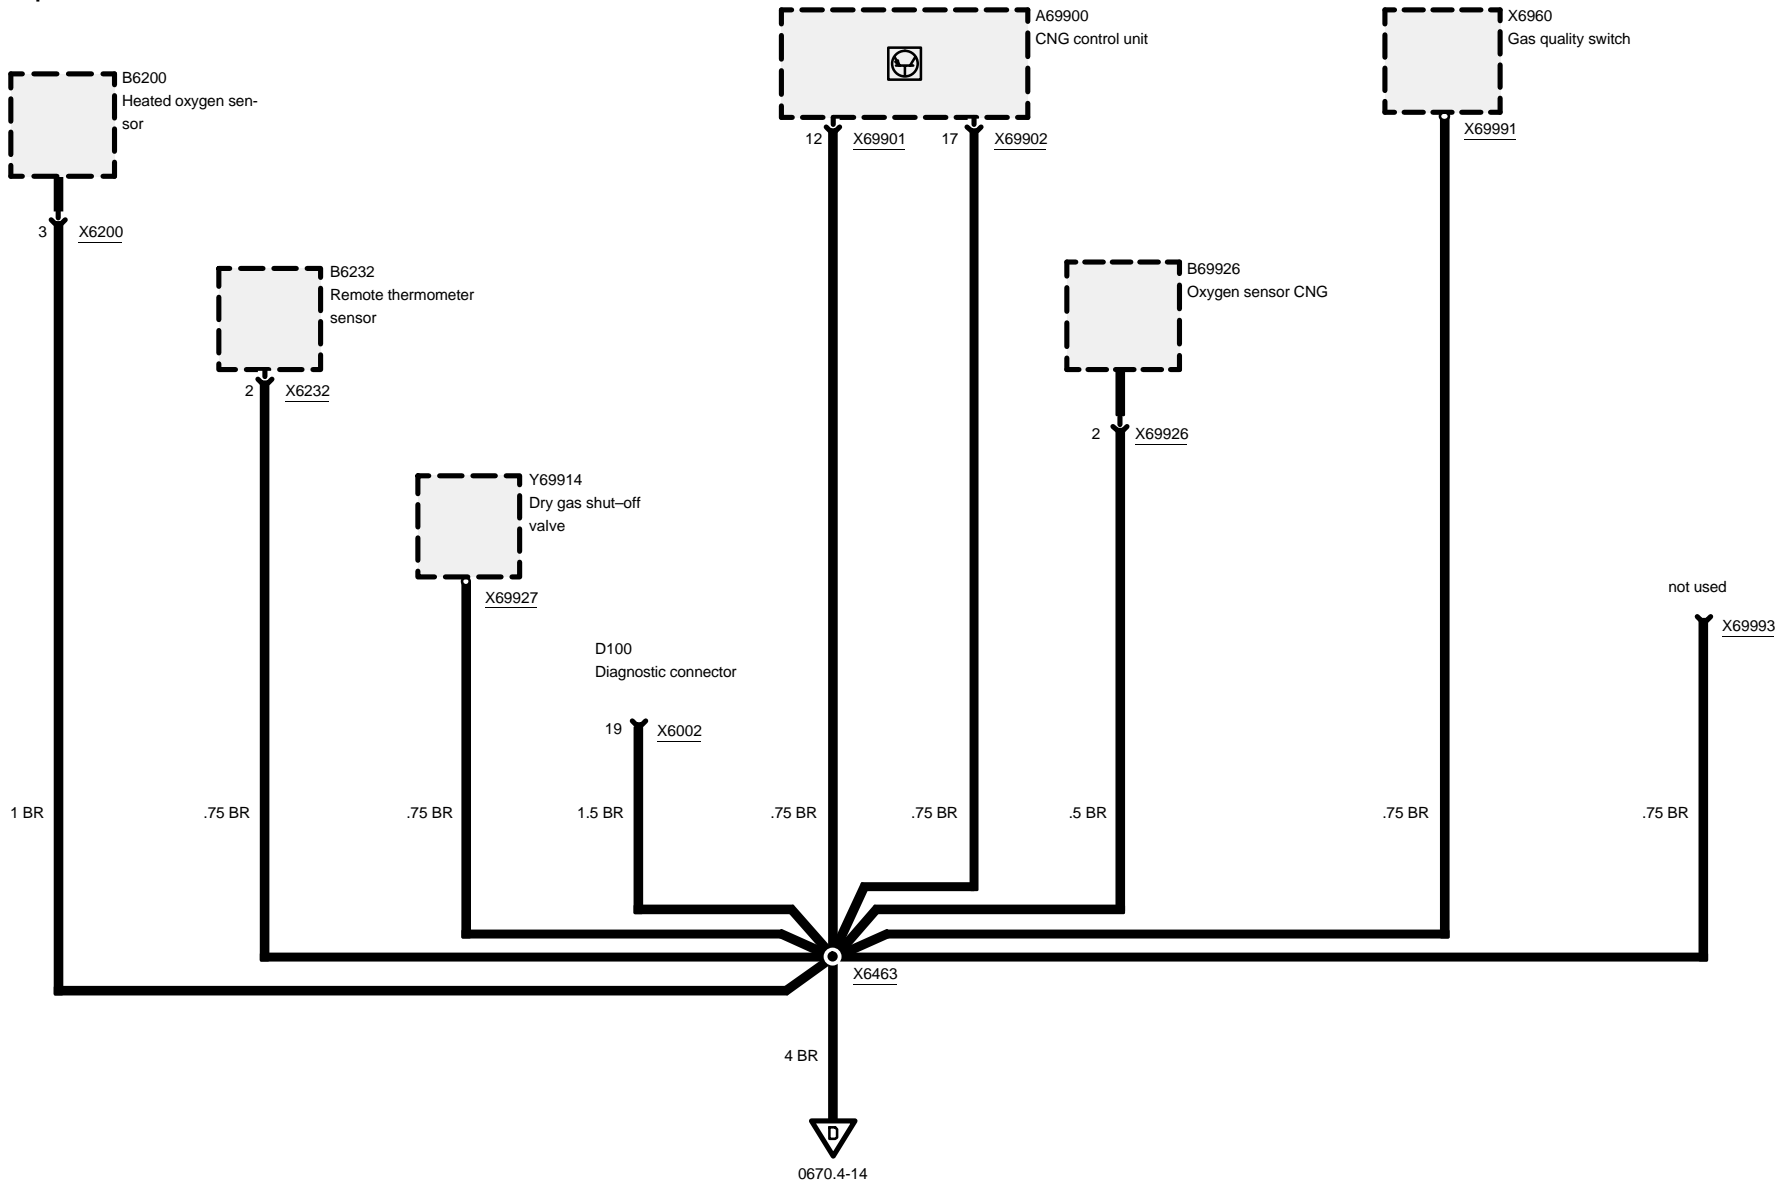 A69900
CNG control unit
X6960
Gas quality switch
B6200
Heated oxygen sen-
sor
12
X69901
17
X69902
X69991
3
X6200
B6232
Remote thermometer
sensor
B69926
Oxygen sensor CNG
2
X6232
2
X69926
Y69914
Dry gas shut–off
valve
X69927
not used
X69993
D100
Diagnostic connector
19
X6002
1 BR
.75 BR
.75 BR
1.5 BR
.75 BR
.75 BR
.5 BR
.75 BR
.75 BR
X6463
4 BR
D
0670.4-14